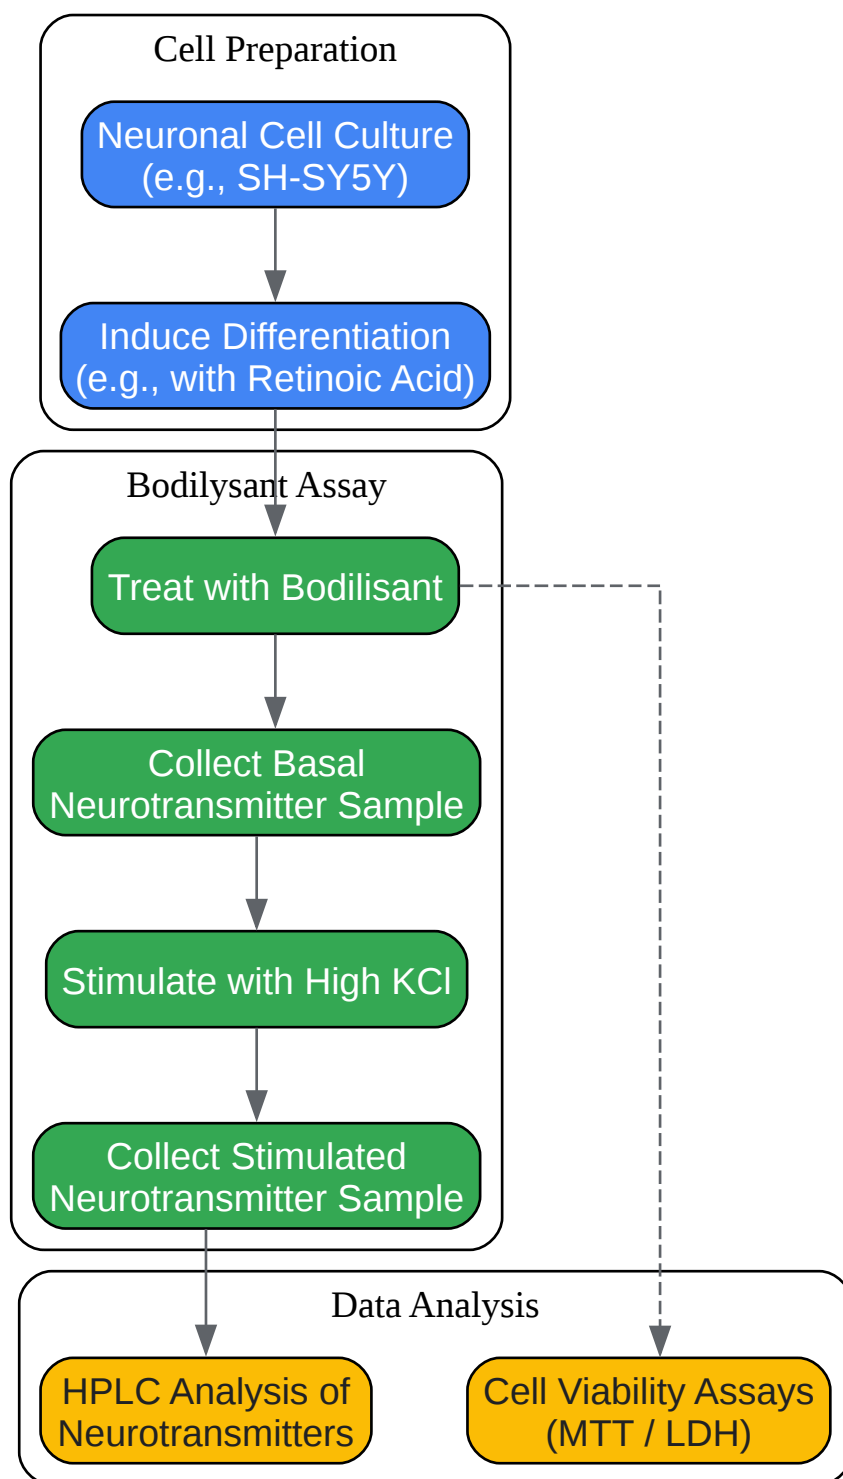 Cell Preparation
Neuronal Cell Culture
(e.g., SH-SY5Y)
Induce Differentiation
(e.g., with Retinoic Acid)
Bodilysant Assay
Treat with Bodilisant
Collect Basal
Neurotransmitter Sample
Stimulate with High KCl
Collect Stimulated
Neurotransmitter Sample
Data Analysis
HPLC Analysis of
Neurotransmitters
Cell Viability Assays
(MTT / LDH)